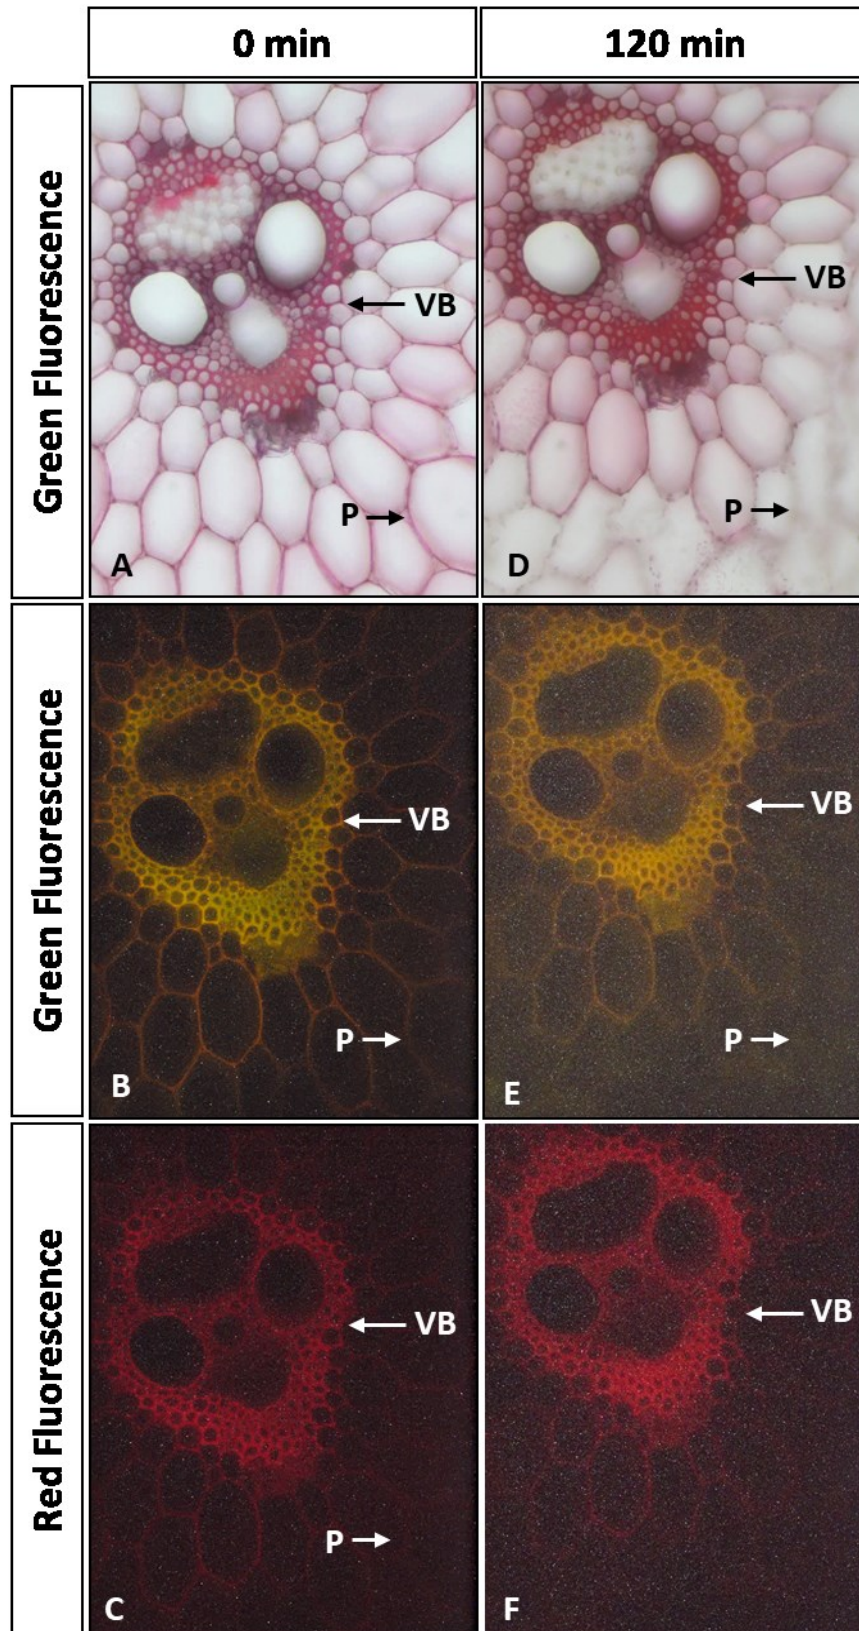 0 min
120 min
Green Fluorescence
VB
P
A
VB
P
D
Green Fluorescence
VB
P
B
VB
P
E
Red Fluorescence
VB
P
C
VB
F